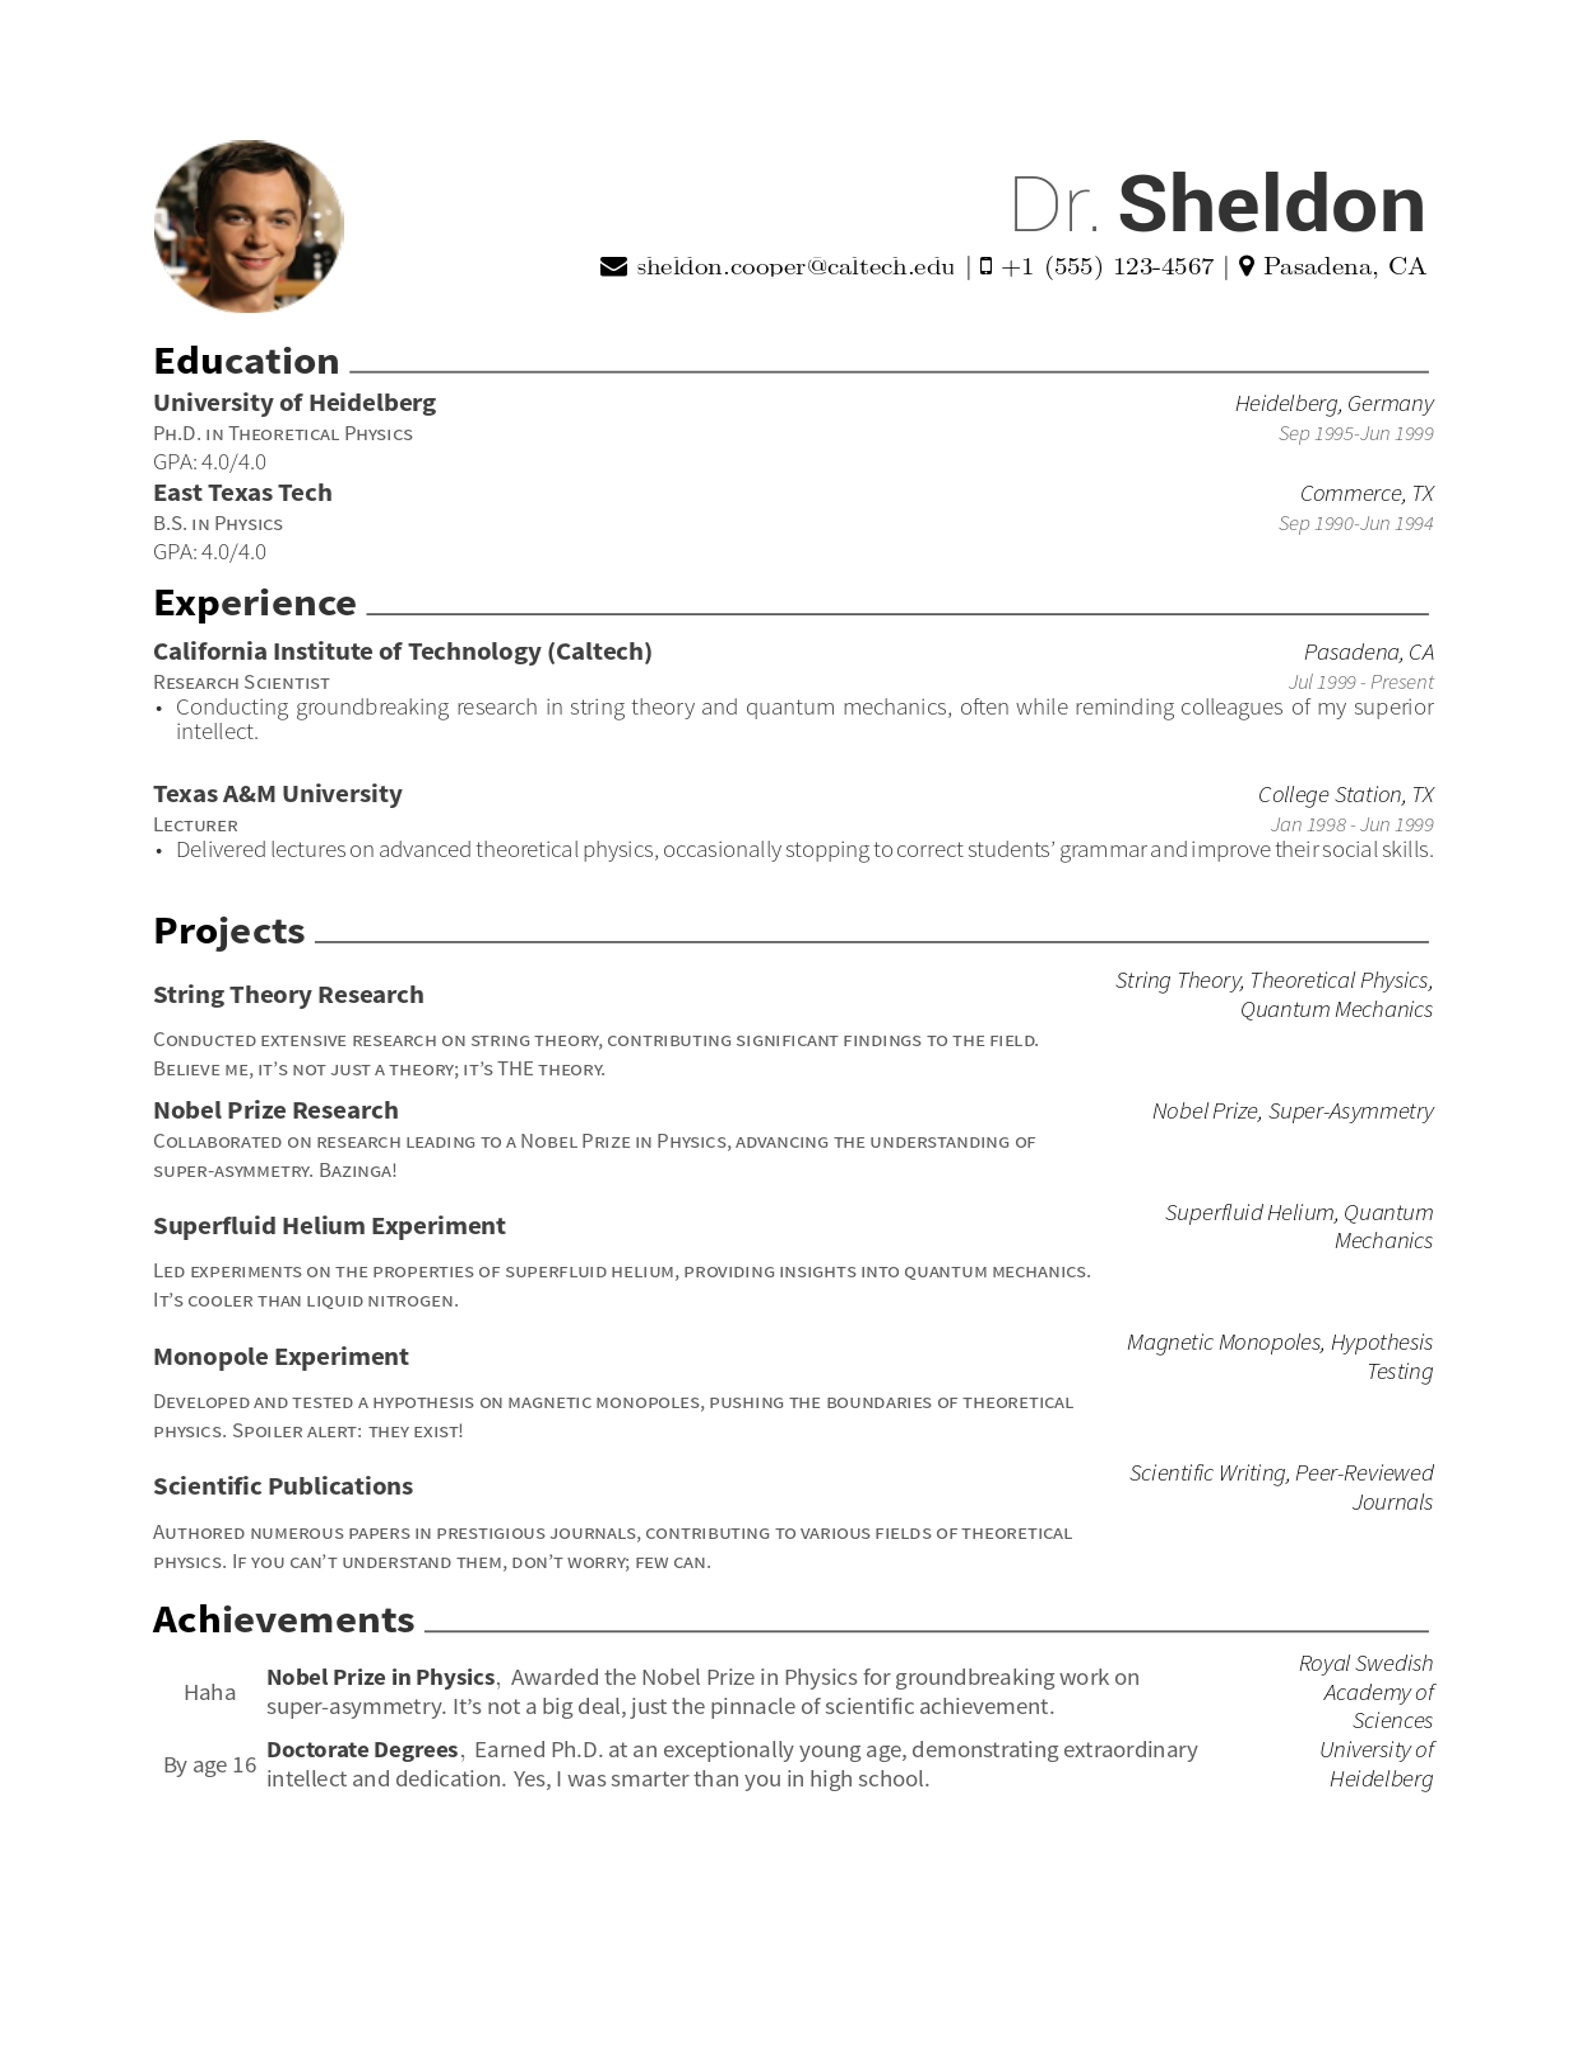 Dr. Sheldon
sheldon.cooper@caltech.edu | +1 (555) 123-4567 | Pasadena, CA
Education
University of Heidelberg Heidelberg, Germany
Ph.D. in Theoretical Physics Sep 1995-Jun 1999
GPA: 4.0/4.0
East Texas Tech Commerce, TX
B.S. in Physics Sep 1990-Jun 1994
GPA: 4.0/4.0
Experience
California Institute of Technology (Caltech) Pasadena, CA
Research Scientist Jul 1999 - Present
• Conducting groundbreaking research in string theory and quantum mechanics, often while reminding colleagues of my superior
intellect.
Texas A&M University College Station, TX
Lecturer Jan 1998 - Jun 1999
• Delivered lectures on advanced theoretical physics, occasionally stopping to correct students' grammar and improve their social skills.
Projects
String Theory Research
String Theory, Theoretical Physics,
Quantum Mechanics
Conducted extensive research on string theory, contributing significant findings to the field.
Believe me, it's not just a theory; it's THE theory.
Nobel Prize Research Nobel Prize, Super-Asymmetry
Collaborated on research leading to a Nobel Prize in Physics, advancing the understanding of
super-asymmetry. Bazinga!
Superfluid Helium Experiment
Superfluid Helium, Quantum
Mechanics
Led experiments on the properties of superfluid helium, providing insights into quantum mechanics.
It's cooler than liquid nitrogen.
Monopole Experiment
Magnetic Monopoles, Hypothesis
Testing
Developed and tested a hypothesis on magnetic monopoles, pushing the boundaries of theoretical
physics. Spoiler alert: they exist!
Scientific Publications
Scientific Writing, Peer-Reviewed
Journals
Authored numerous papers in prestigious journals, contributing to various fields of theoretical
physics. If you can't understand them, don't worry; few can.
Achievements
Haha
Nobel Prize in Physics, Awarded the Nobel Prize in Physics for groundbreaking work on
super-asymmetry. It's not a big deal, just the pinnacle of scientific achievement.
Royal Swedish
Academy of
Sciences
By age 16
Doctorate Degrees, Earned Ph.D. at an exceptionally young age, demonstrating extraordinary
intellect and dedication. Yes, I was smarter than you in high school.
University of
Heidelberg